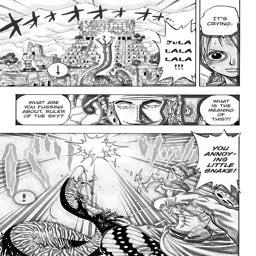 IT'S
CRYING.
JULA
LALA
LALA
!!!
!
WHAT IS
THE MEANING
OF THIS?
WHAT ARE
YOU FUSSING
ABOUT, RULER
OF THE SKY?
YOU
ANNOY-
ING
LITTLE
SNAKE!
!